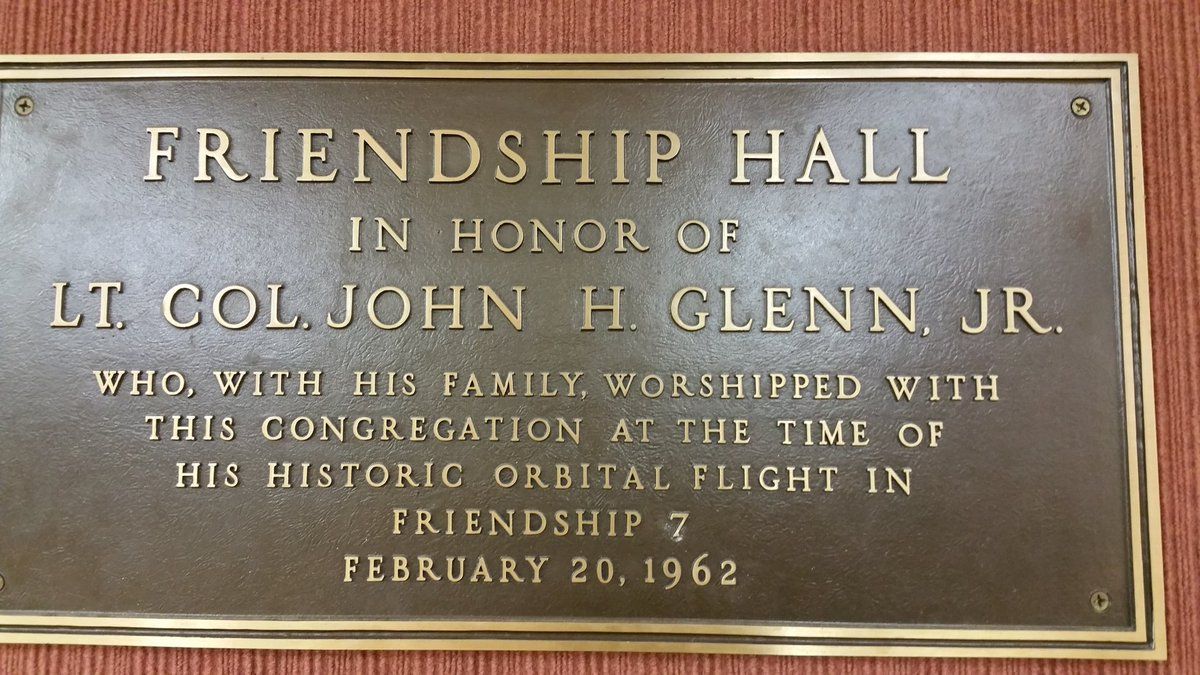 FRIENDSHIP HALL
IN HONOR OF
LT. COL. JOHN H. GLENN, JR.
WHO, WITH HIS FAMILY, WORSHIPPED WITH
THIS CONGREGATION AT THE TIME OF
HIS HISTORIC ORBITAL FLIGHT IN
FRIENDSHIP 7
FEBRUARY 20, 1962